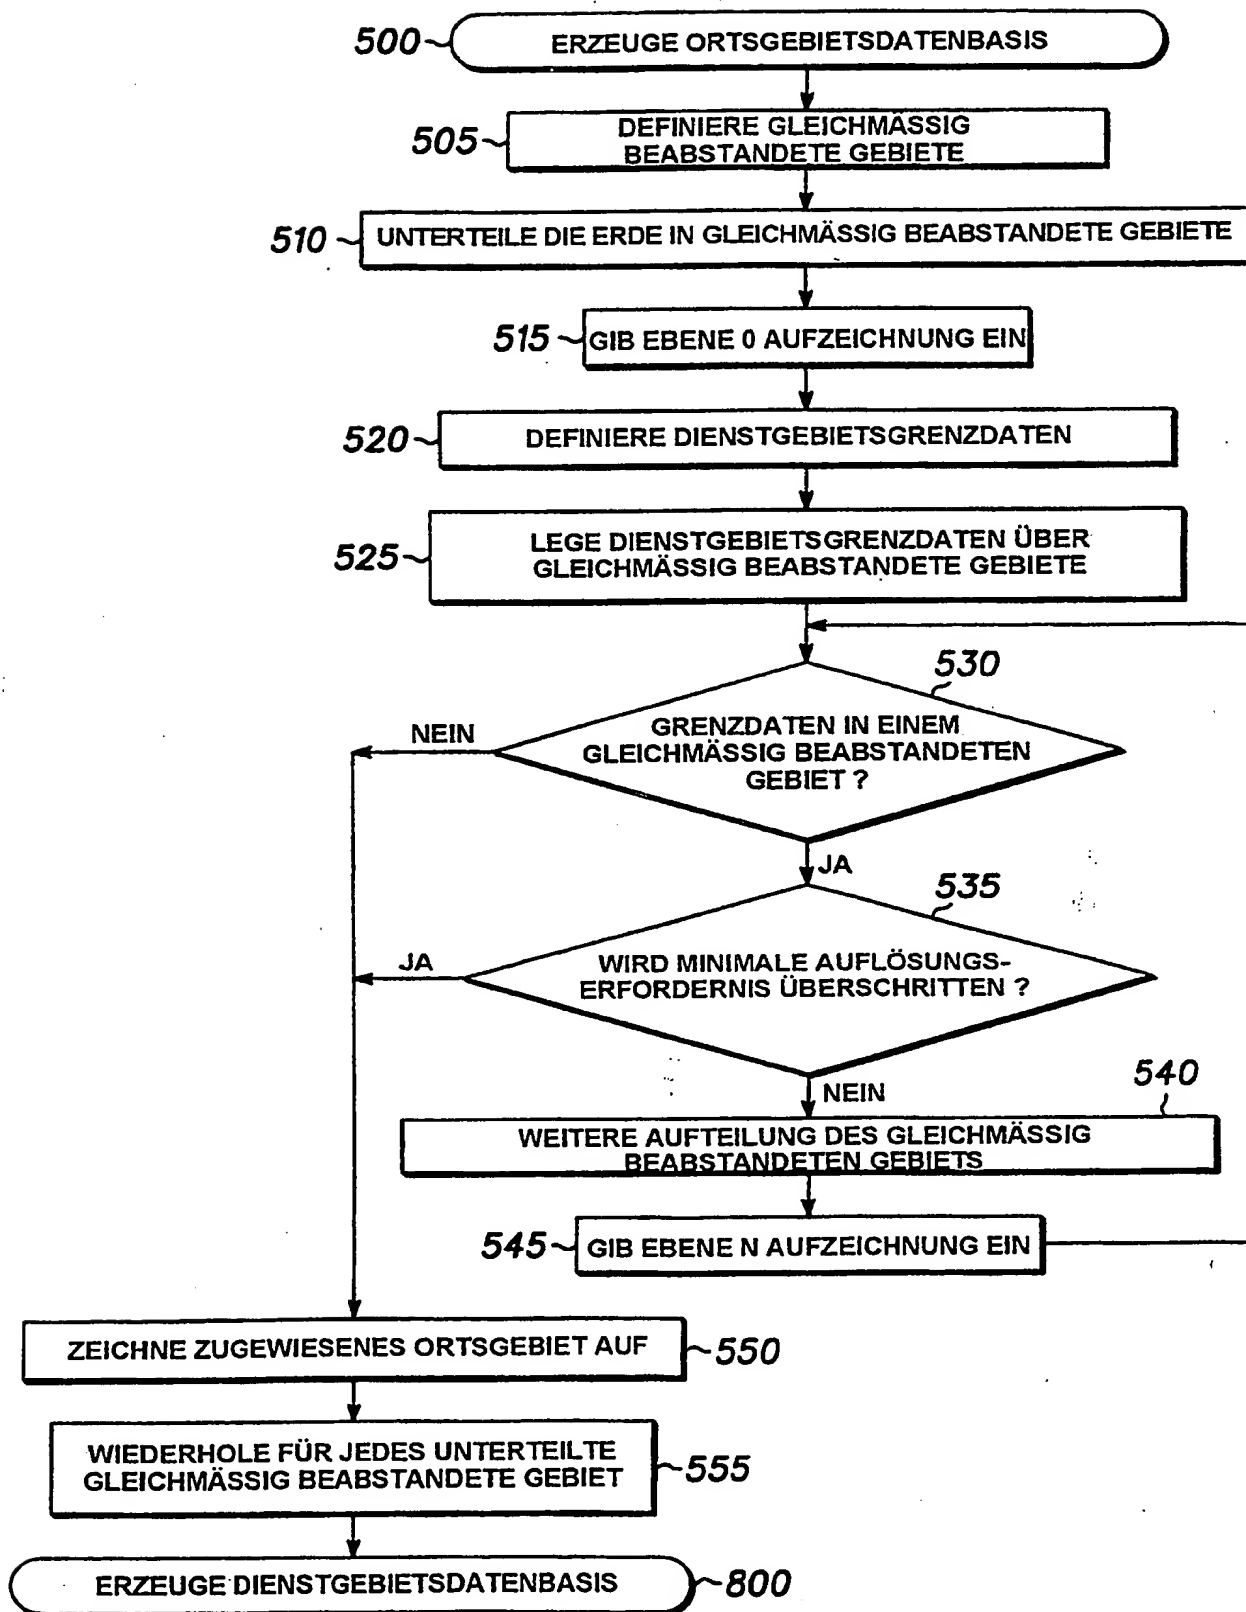 500
ERZEUGE ORTSGEBIETSDATENBASIS
505
DEFINIERE GLEICHMÄSSIG
BEABSTANDETE GEBIETE
510
UNTERTEILE DIE ERDE IN GLEICHMÄSSIG BEABSTANDETE GEBIETE
515
GIB EBENE 0 AUFZEICHNUNG EIN
520
DEFINIERE DIENSTGEBIETSGRENZDATEN
525
LEGE DIENSTGEBIETSGRENZDATEN ÜBER
GLEICHMÄSSIG BEABSTANDETE GEBIETE
530
GRENZDATEN IN EINEM
GLEICHMÄSSIG BEABSTANDETEN
GEBIET ?
NEIN
JA
535
WIRD MINIMALE AUFLÖSUNGS-
ERFORDERNIS ÜBERSCHRITTEN ?
JA
NEIN
540
WEITERE AUFTEILUNG DES GLEICHMÄSSIG
BEABSTANDETEN GEBIETS
545
GIB EBENE N AUFZEICHNUNG EIN
ZEICHNE ZUGEWIESENES ORTSGEBIET AUF
550
WIEDERHOLE FÜR JEDES UNTERTEILTE
GLEICHMÄSSIG BEABSTANDETE GEBIET
555
ERZEUGE DIENSTGEBIETSDATENBASIS
800